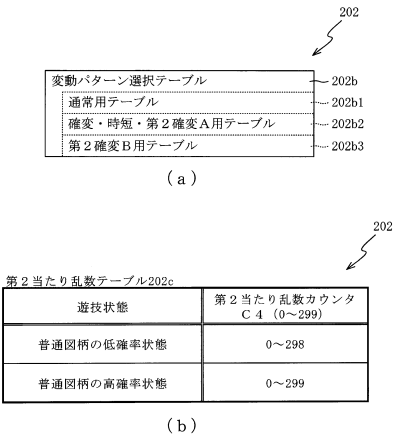 202
変動パターン選択テーブル 202b
通常用テーブル 202b1
確変・時短・第2確変A用テーブル 202b2
第2確変B用テーブル 202b3
(a)
202
第2当たり乱数テーブル202c
遊技状態 第2当たり乱数カウンタ
C4(0～299)
普通図柄の低確率状態 0～298
普通図柄の高確率状態 0～299
(b)